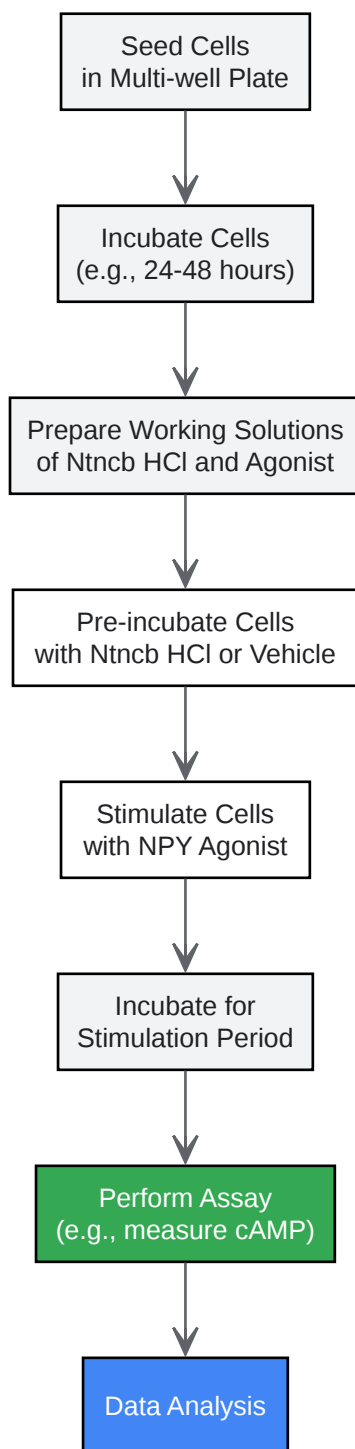 Seed Cells
in Multi-well Plate
Incubate Cells
(e.g., 24-48 hours)
Prepare Working Solutions
of Ntncb HCl and Agonist
Pre-incubate Cells
with Ntncb HCl or Vehicle
Stimulate Cells
with NPY Agonist
Incubate for
Stimulation Period
Perform Assay
(e.g., measure cAMP)
Data Analysis